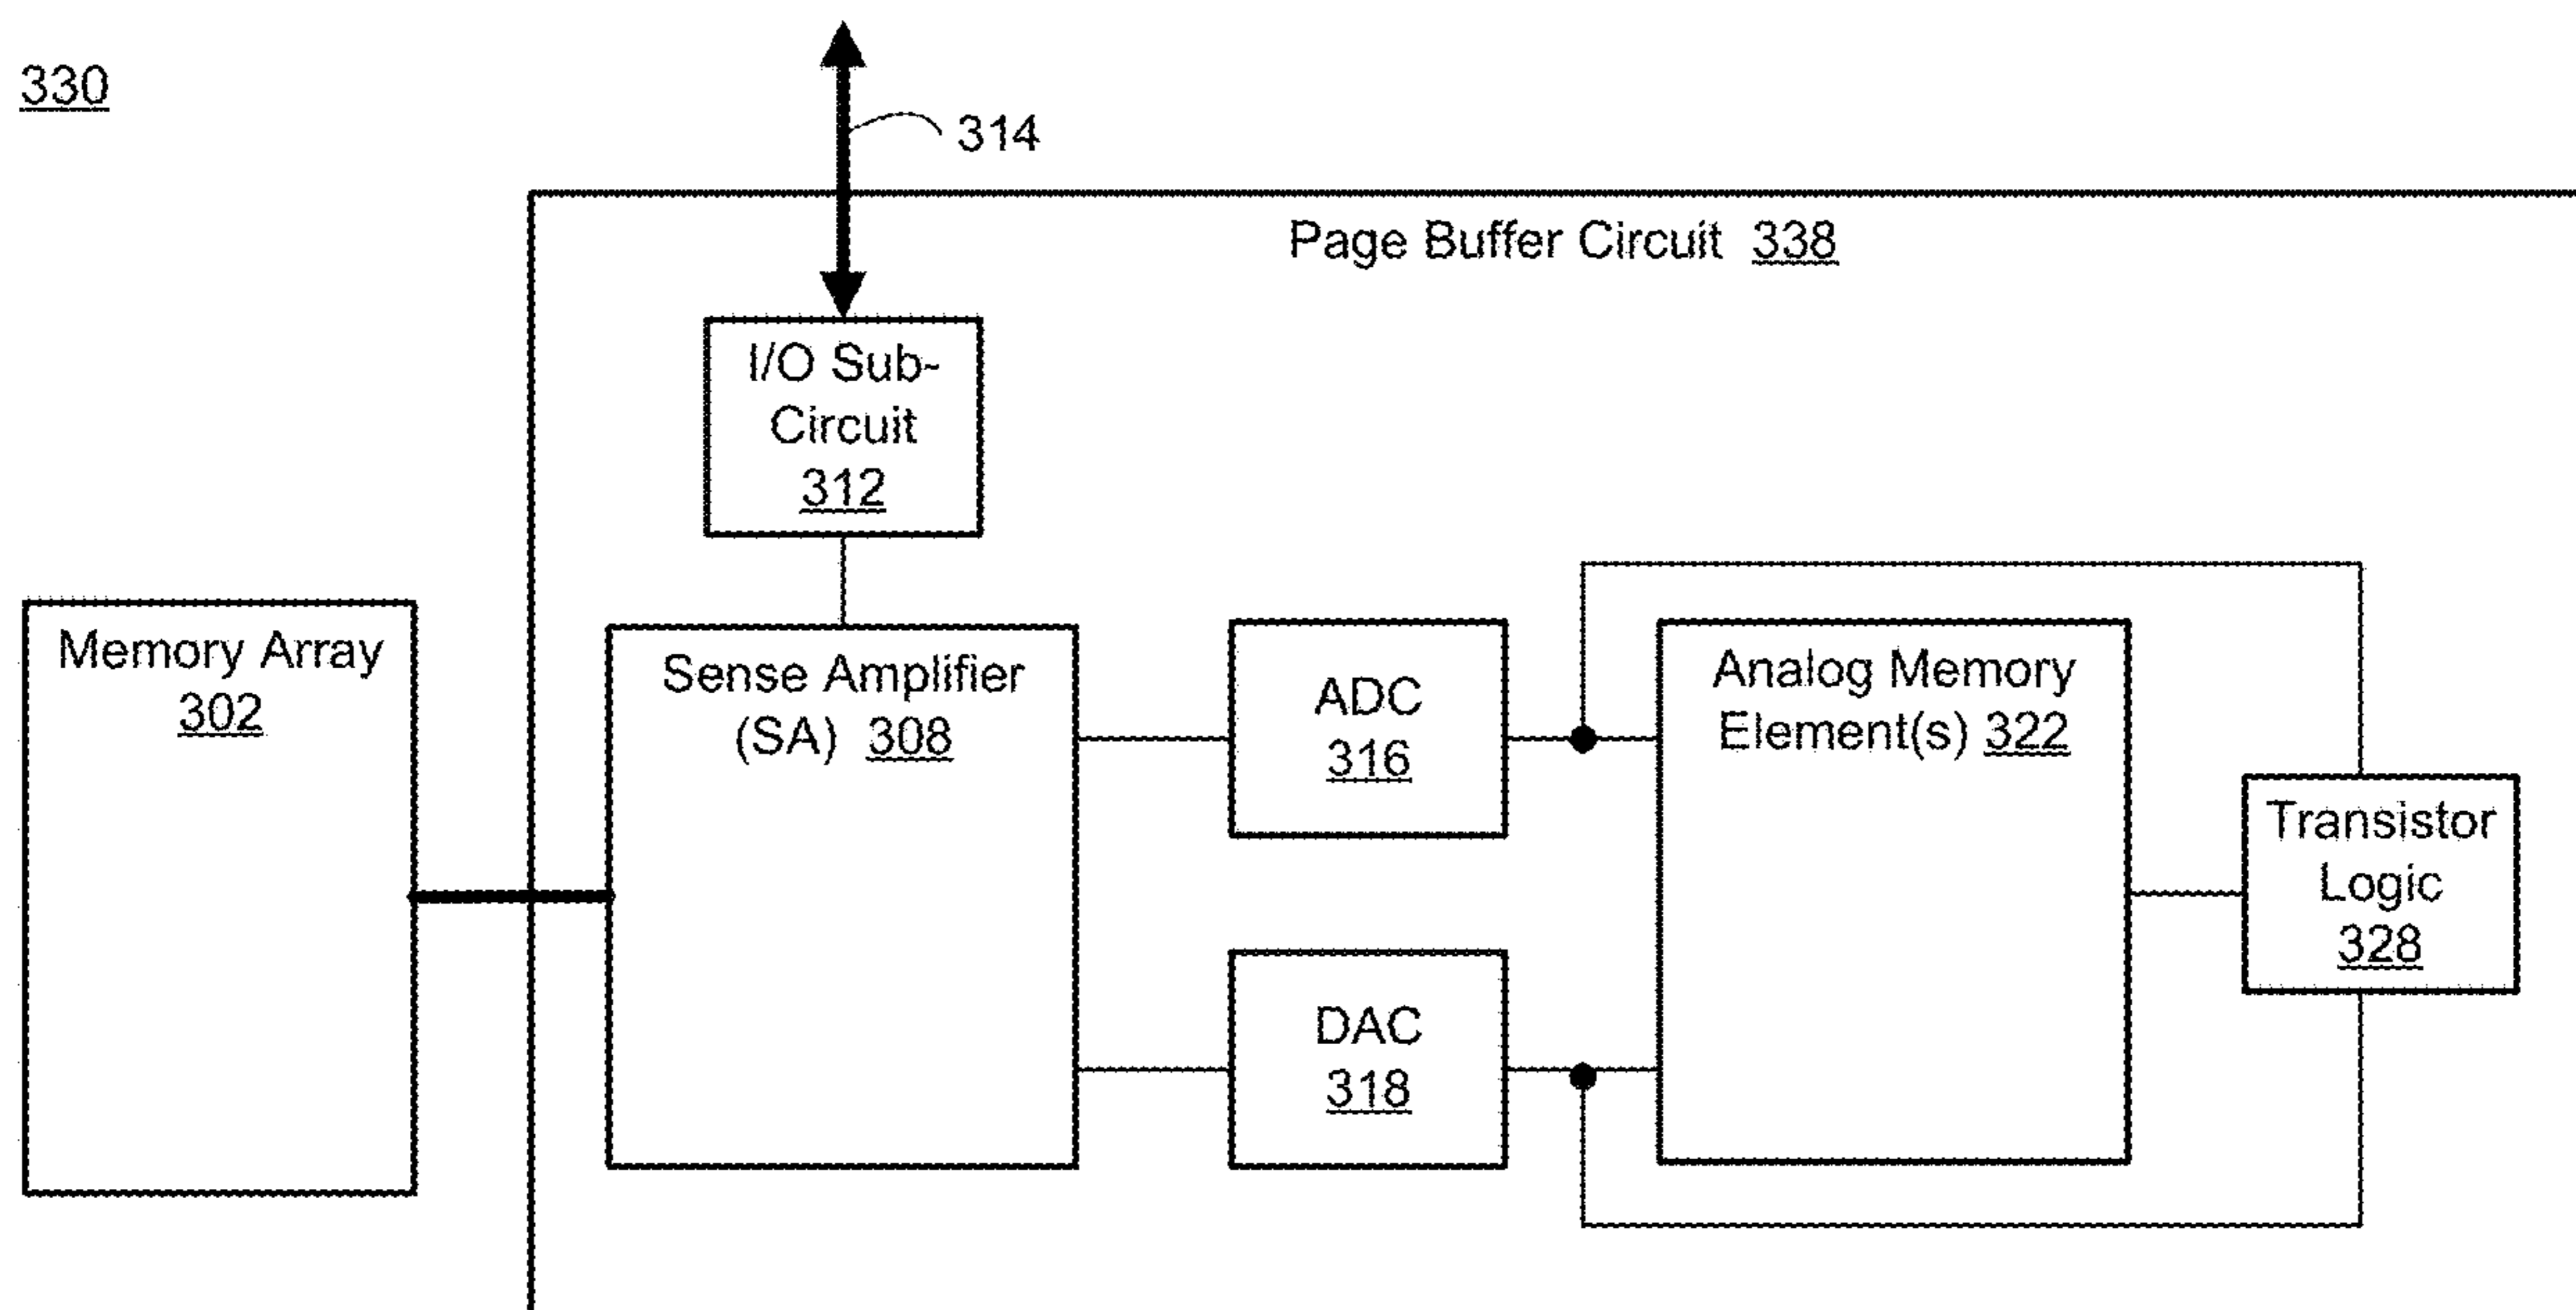 330
314
Page Buffer Circuit 338
I/O Sub-
Circuit
312
Memory Array
302
Sense Amplifier
(SA) 308
ADC
316
Analog Memory
Element(s) 322
Transistor
Logic
328
DAC
318